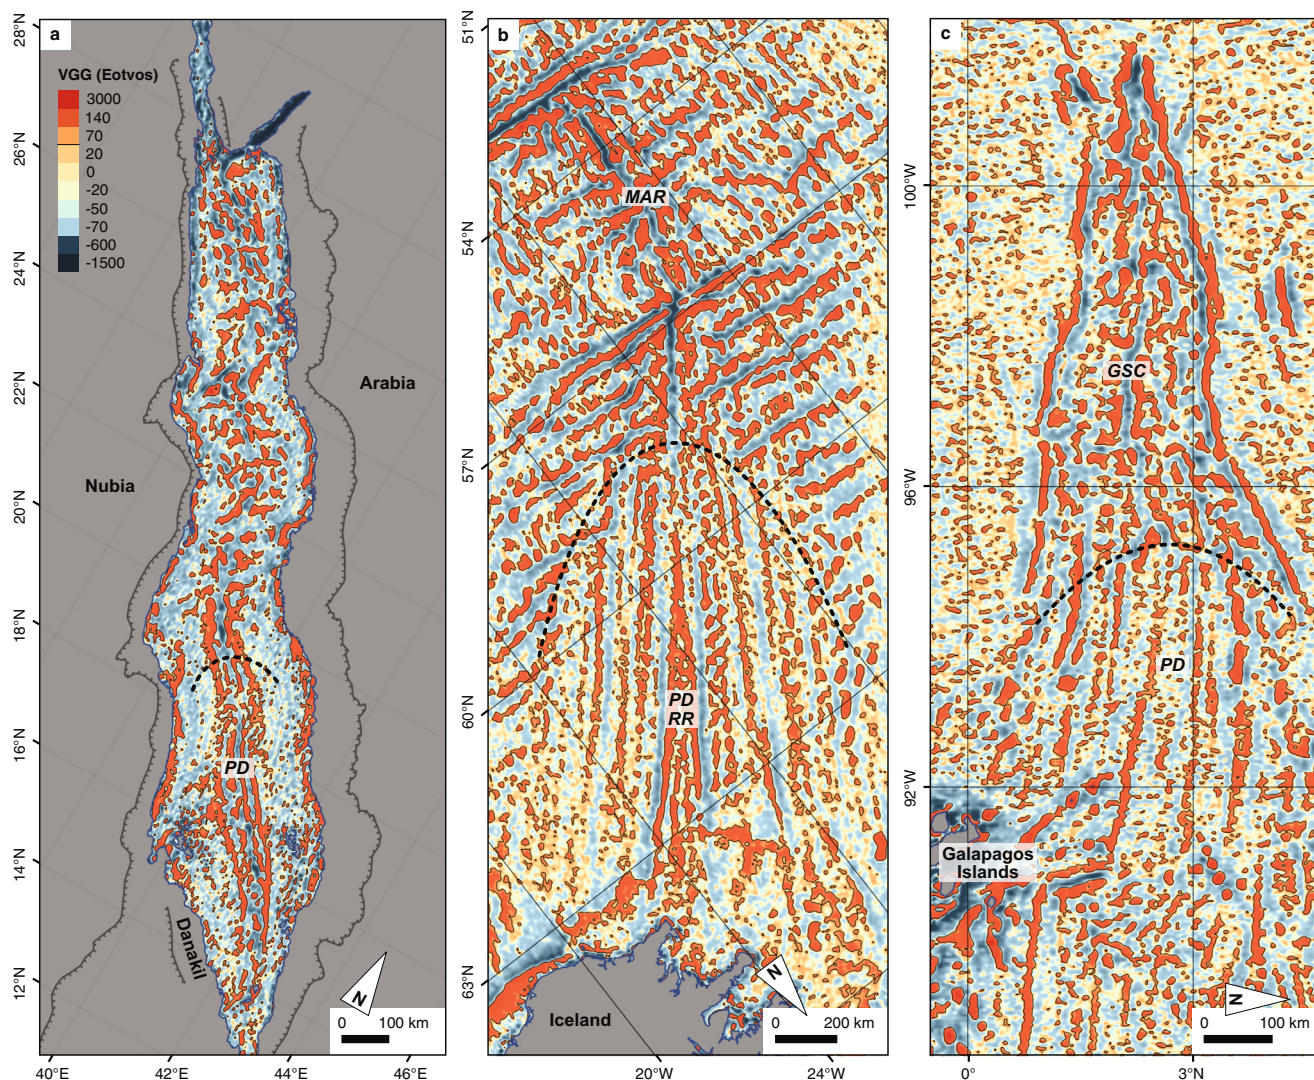 a
VGG (Eotvos)
3000
140
70
20
0
-20
-50
-70
-600
-1500
28°N
26°N
24°N
22°N
20°N
18°N
16°N
14°N
12°N
Arabia
Nubia
PD
Danakil
N
0 100 km
40°E 42°E 44°E 46°E
b
51°N
54°N
57°N
60°N
63°N
MAR
PD
RR
Iceland
N
0 200 km
20°W 24°W
c
100°W
96°W
92°W
GSC
PD
Galapagos
Islands
N
0 100 km
0° 3°N